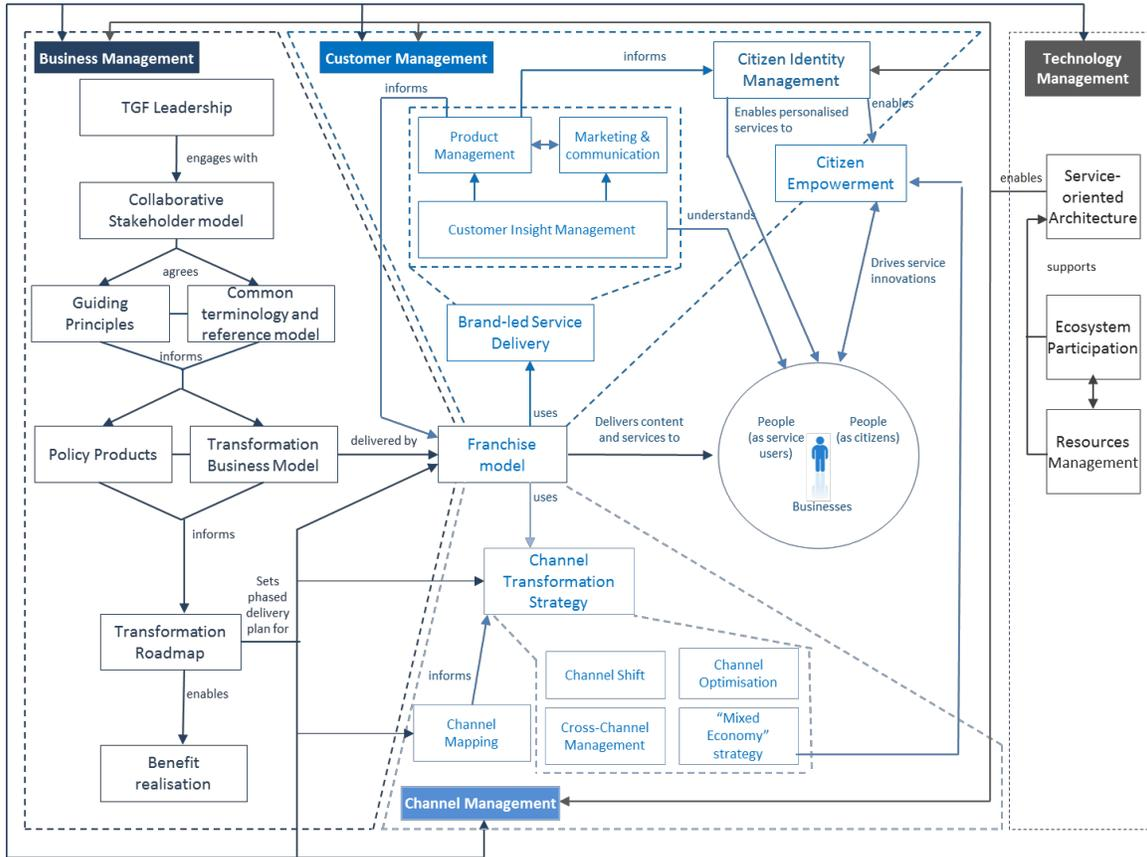 Business Management
Customer Management
Technology
Management
TGF Leadership
engages with
Collaborative
Stakeholder model
agrees
Guiding
Principles
Common
terminology and
reference model
informs
Policy Products
Transformation
Business Model
delivered by
informs
Sets
phased
delivery
plan for
Transformation
Roadmap
enables
Benefit
realisation
informs
informs
Citizen Identity
Management
Product
Management
Marketing &
communication
Enables personalised
services to
enables
Citizen
Empowerment
Customer Insight Management
understands
Drives service
innovations
Brand-led Service
Delivery
uses
Franchise
model
Delivers content
and services to
People
(as service
users)
People
(as citizens)
Businesses
uses
Channel
Transformation
Strategy
informs
Channel
Mapping
Channel Shift
Channel
Optimisation
Cross-Channel
Management
“Mixed
Economy”
strategy
Channel Management
enables
Service-
oriented
Architecture
supports
Ecosystem
Participation
Resources
Management